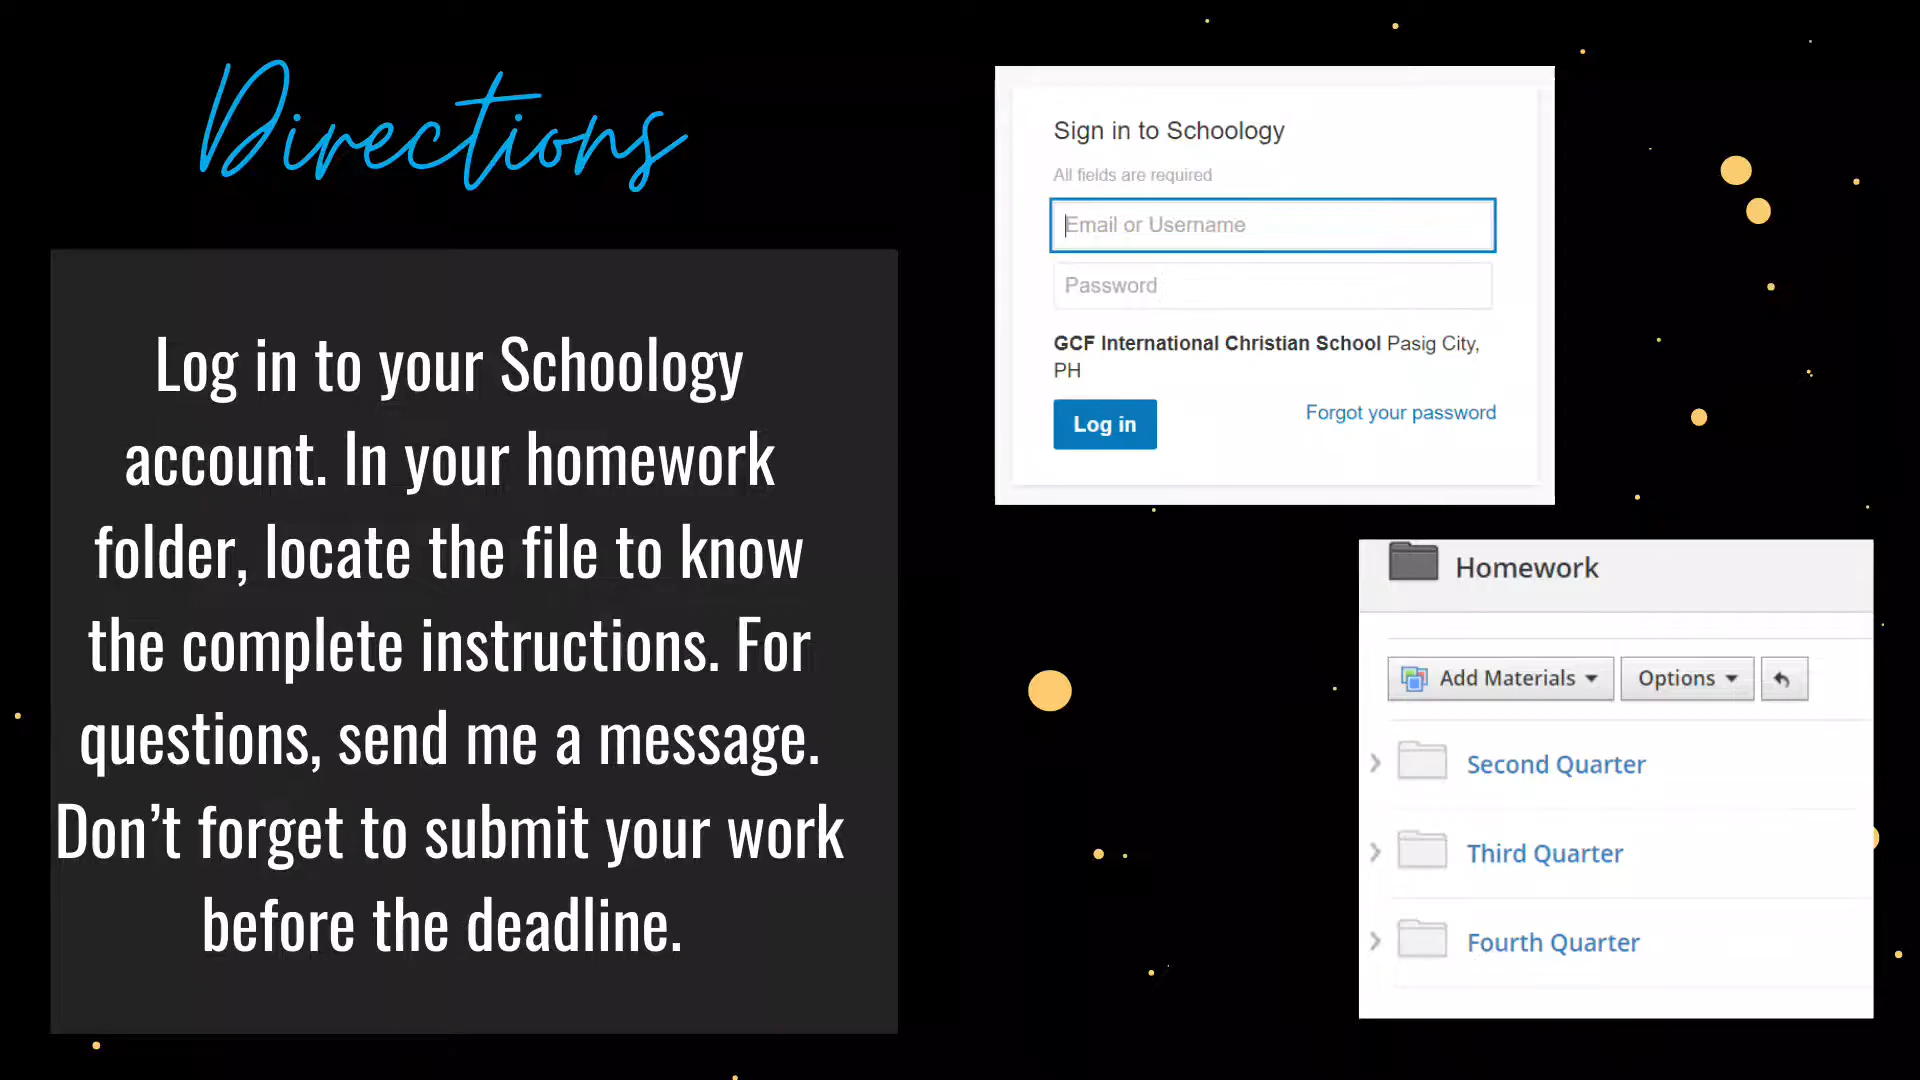 Directions
Log in to your Schoology
account. In your homework
folder, locate the file to know
the complete instructions. For
questions, send me a message.
Don’t forget to submit your work
before the deadline.
Sign in to Schoology
All fields are required
Email or Username
Password
GCF International Christian School Pasig City,
PH
Log in
Forgot your password
Homework
Add Materials
Options
Second Quarter
Third Quarter
Fourth Quarter